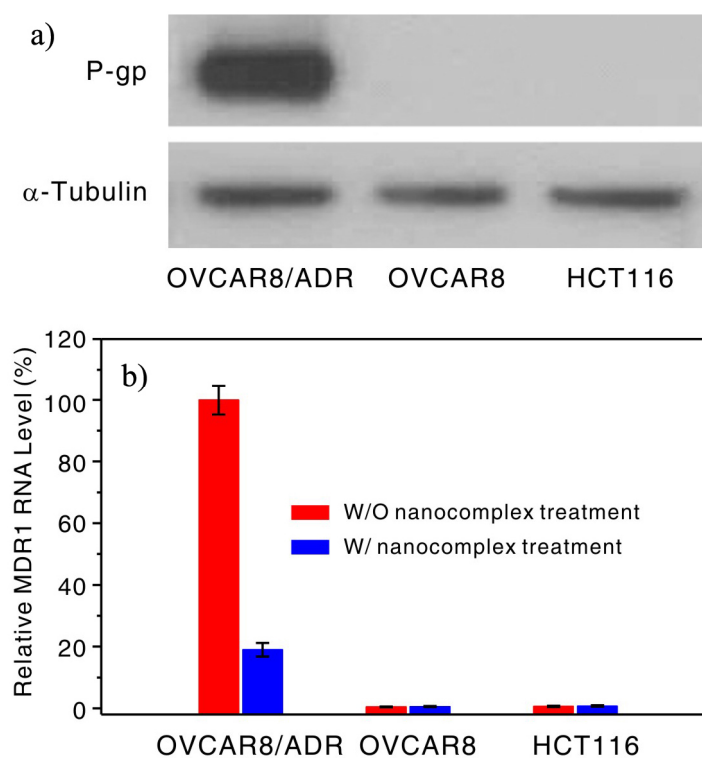 a)
P-gp
α-Tubulin
OVCAR8/ADR OVCAR8 HCT116
b)
Relative MDR1 RNA Level (%)
120
100
80
60
40
20
0
W/O nanocomplex treatment
W/ nanocomplex treatment
OVCAR8/ADR OVCAR8 HCT116